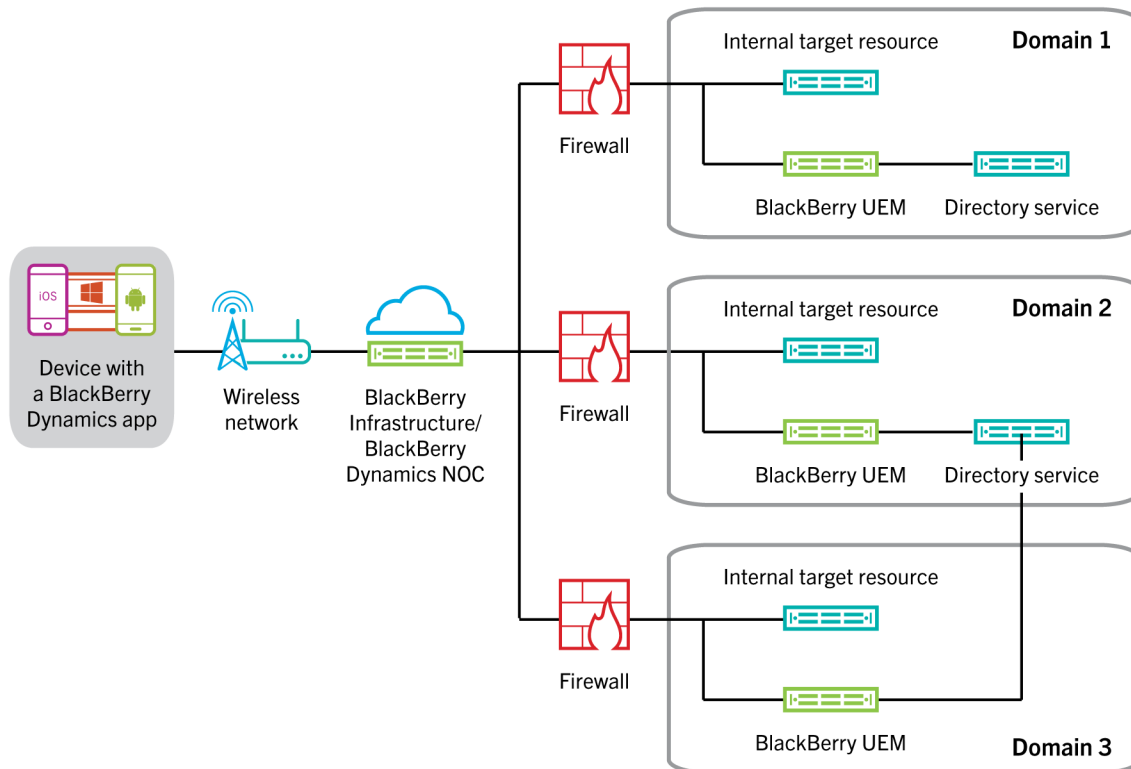 Internal target resource
Domain 1
Firewall
BlackBerry UEM
Directory service
iOS
Device with
a BlackBerry
Dynamics app
Wireless
network
BlackBerry
Infrastructure/
BlackBerry
Dynamics NOC
Internal target resource
Domain 2
Firewall
BlackBerry UEM
Directory service
Internal target resource
Firewall
BlackBerry UEM
Domain 3